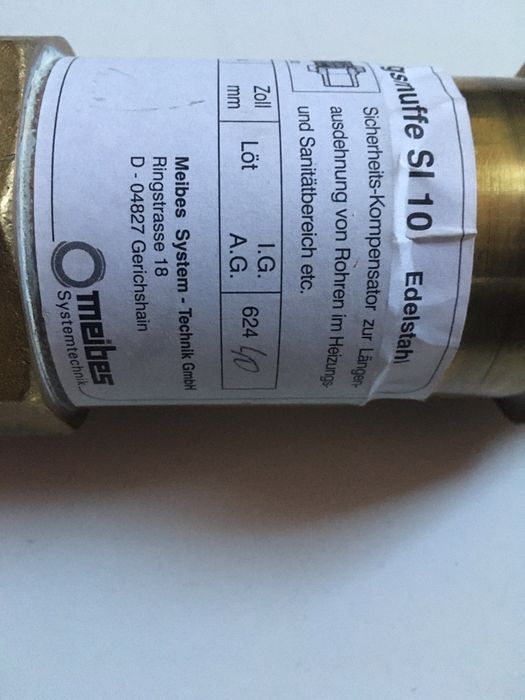 gsmuffe SI 10 Edelstahl
Sicherheits-Kompensator zur Längen-
ausdehnung von Rohren im Heizungs-
und Sanitätbereich etc.
Zoll I.G. 624 40
mm Löt A.G.
Meibes System - Technik GmbH
Ringstrasse 18
D - 04827 Gerichshain
meibes
Systemtechnik